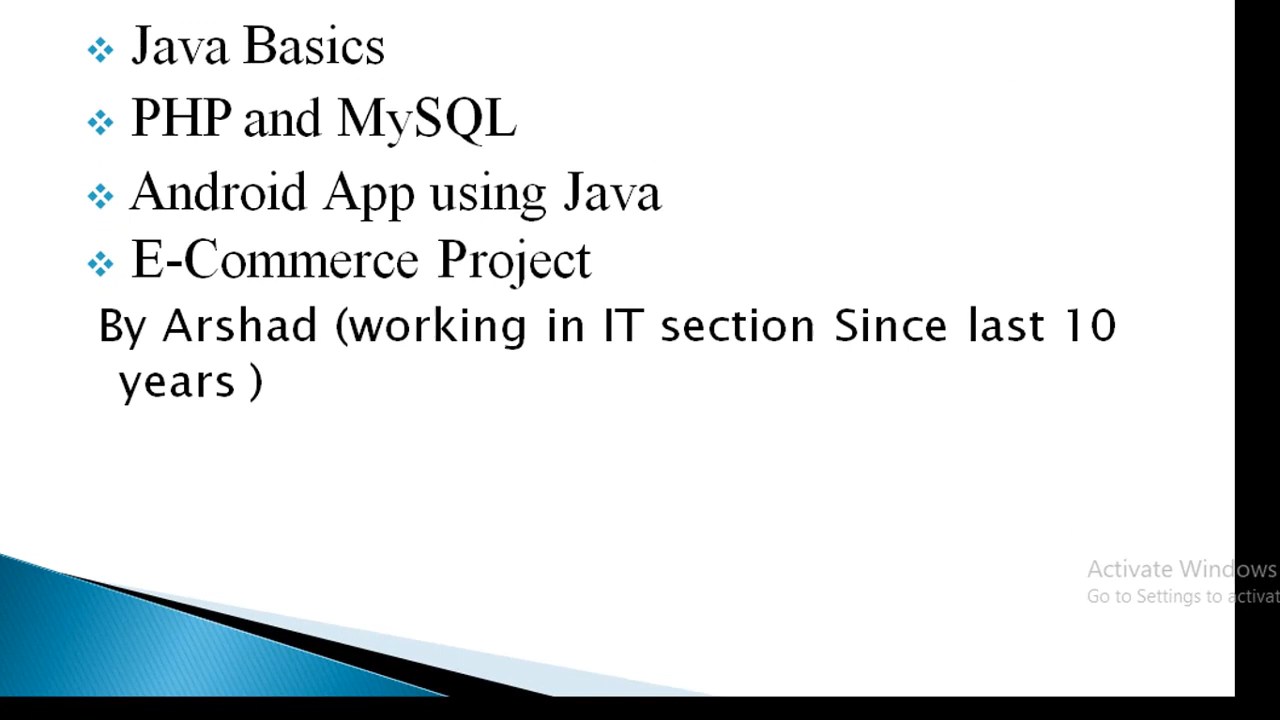 Java Basics
PHP and MySQL
Android App using Java
E-Commerce Project
By Arshad (working in IT section Since last 10
years )
Activate Windows
Go to Settings to activat